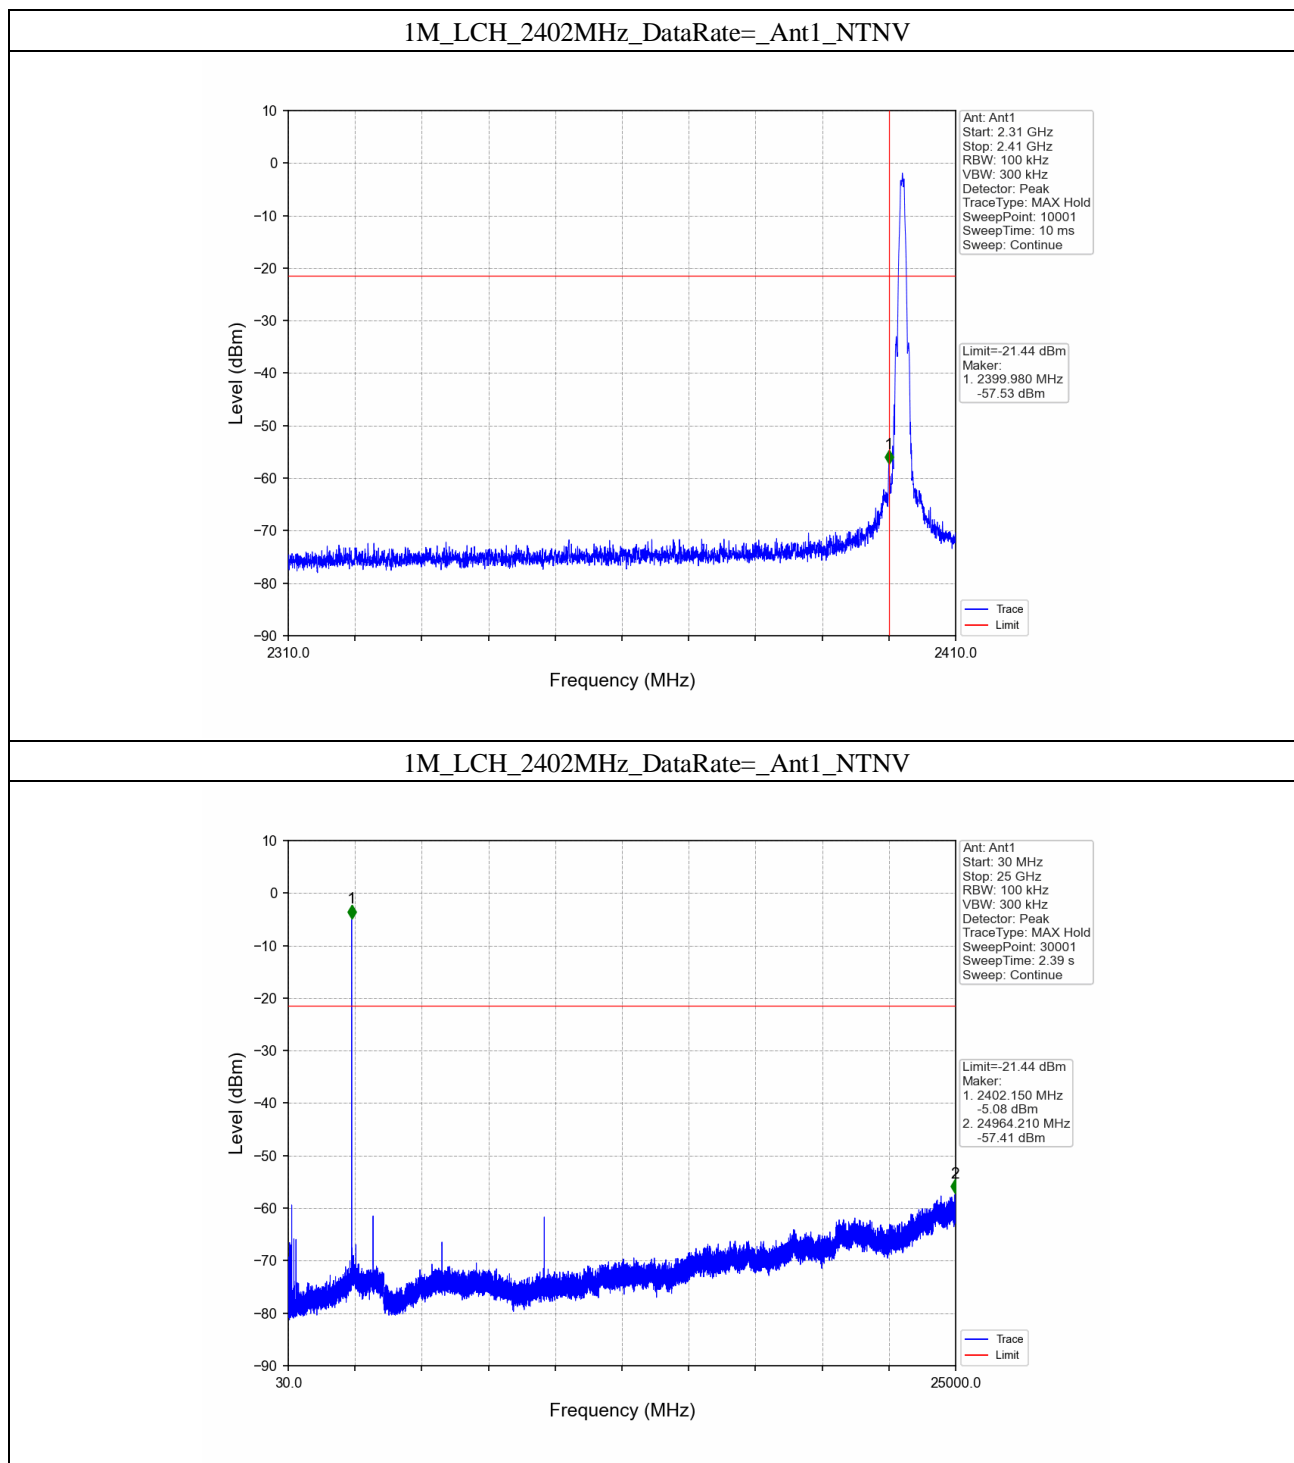 1M_LCH_2402MHz_DataRate=_Ant1_NTNV
10
0
−10
−20
−30
−40
−50
−60
−70
−80
−90
Level (dBm)
2310.0
2410.0
Frequency (MHz)
1
Ant: Ant1
Start: 2.31 GHz
Stop: 2.41 GHz
RBW: 100 kHz
VBW: 300 kHz
Detector: Peak
TraceType: MAX Hold
SweepPoint: 10001
SweepTime: 10 ms
Sweep: Continue
Limit=-21.44 dBm
Maker:
1. 2399.980 MHz
-57.53 dBm
Trace
Limit
1M_LCH_2402MHz_DataRate=_Ant1_NTNV
10
0
−10
−20
−30
−40
−50
−60
−70
−80
−90
Level (dBm)
30.0
25000.0
Frequency (MHz)
1
2
Ant: Ant1
Start: 30 MHz
Stop: 25 GHz
RBW: 100 kHz
VBW: 300 kHz
Detector: Peak
TraceType: MAX Hold
SweepPoint: 30001
SweepTime: 2.39 s
Sweep: Continue
Limit=-21.44 dBm
Maker:
1. 2402.150 MHz
-5.08 dBm
2. 24964.210 MHz
-57.41 dBm
Trace
Limit